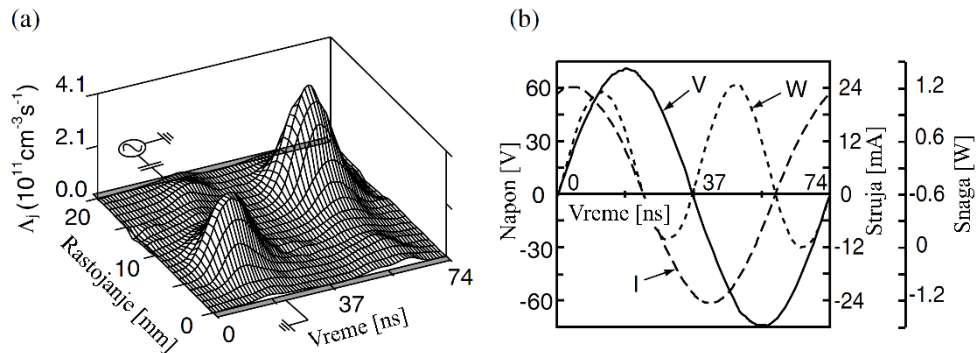 (a)
(b)
Λj (10¹¹cm⁻³s⁻¹)
4.1
2.1
0.0
20
10
0
Rastojanje [mm]
0
37
74
Vreme [ns]
Napon [V]
60
30
0
-30
-60
V
W
I
0
37
74
Vreme [ns]
24
12
0
-12
-24
Struja [mA]
1.2
0.6
-0.6
0
-1.2
Snaga [W]